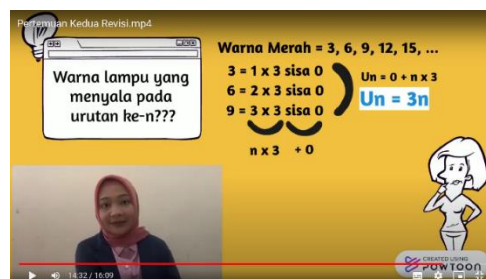 Pertemuan Kedua Revisi.mp4
Warna lampu yang
menyala pada
urutan ke-n???
Warna Merah = 3, 6, 9, 12, 15, ...
3 = 1 x 3 sisa 0
6 = 2 x 3 sisa 0
9 = 3 x 3 sisa 0
n x 3 + 0
Un = 0 + n x 3
Un = 3n
14:32 / 16:09
CREATED USING
POWTOON